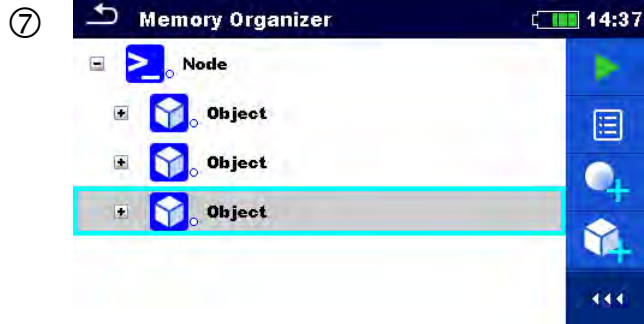 ⑦
Memory Organizer 14:37
Node
Object
Object
Object